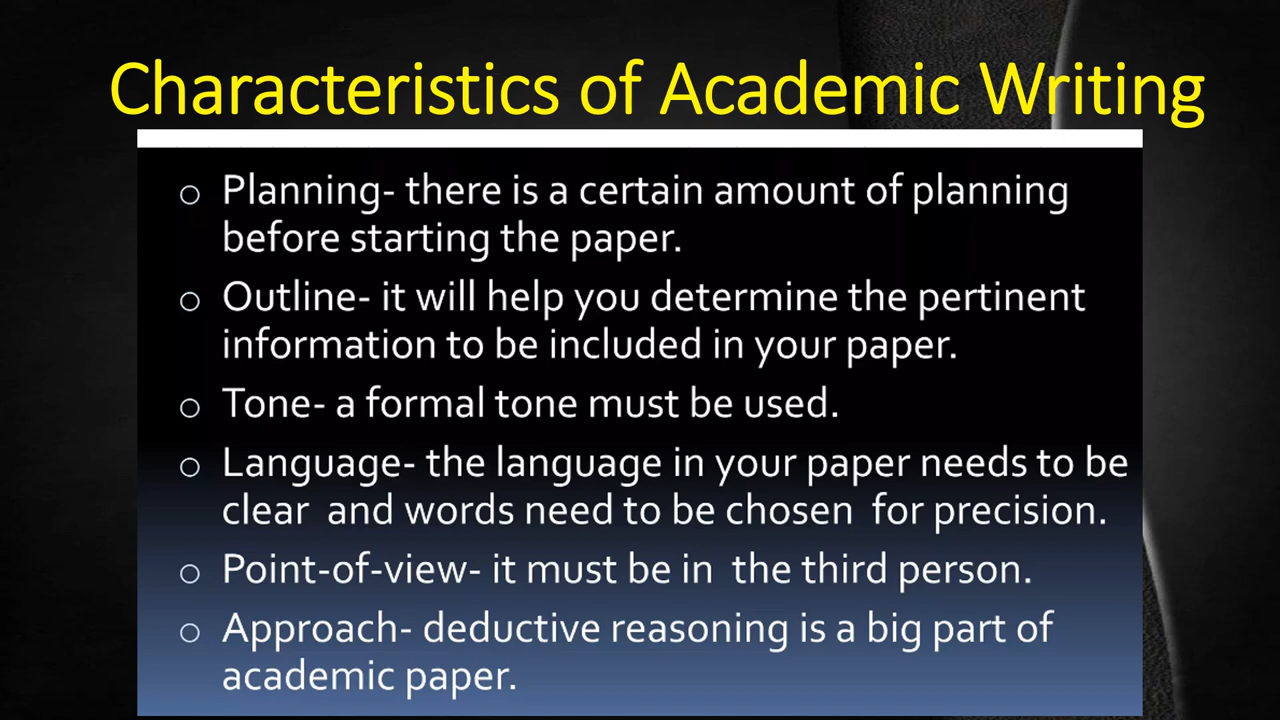 Characteristics of Academic Writing
o Planning- there is a certain amount of planning
before starting the paper.
o Outline- it will help you determine the pertinent
information to be included in your paper.
o Tone- a formal tone must be used.
o Language- the language in your paper needs to be
clear  and words need to be chosen  for precision.
o Point-of-view- it must be in  the third person.
o Approach- deductive reasoning is a big part of
academic paper.